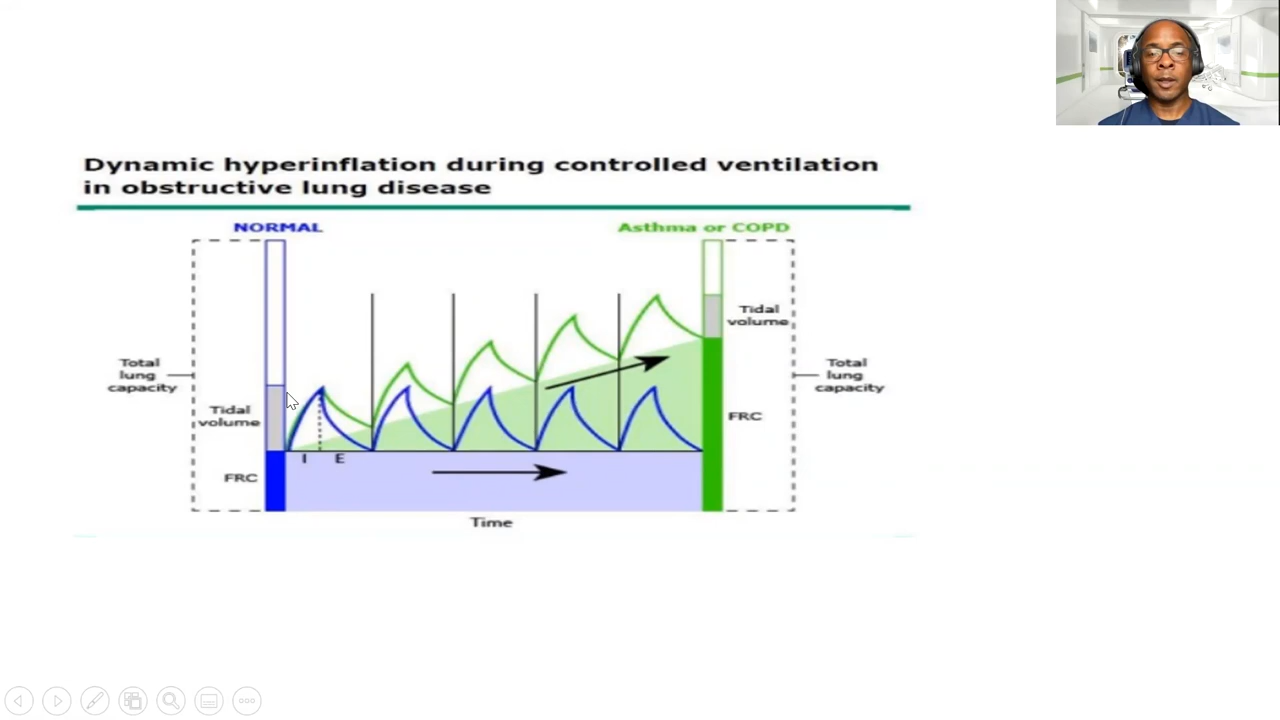 Dynamic hyperinflation during controlled ventilation
in obstructive lung disease
NORMAL
Asthma or COPD
Total
lung
capacity
Tidal
volume
FRC
I
E
Tidal
volume
FRC
Total
lung
capacity
Time